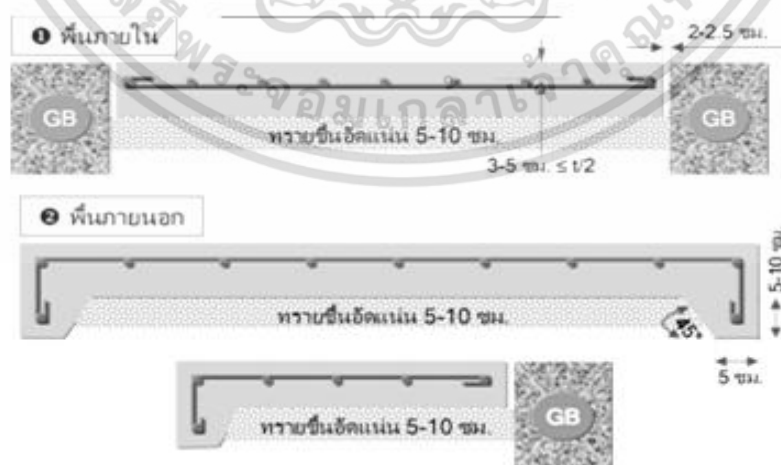 ❶ พื้นภายใน
2-2.5 ซม.
GB
GB
ทรายชื้นอัดแน่น 5-10 ซม.
3-5 ซม. ≤ t/2
❷ พื้นภายนอก
5-10 ซม.
ทรายชื้นอัดแน่น 5-10 ซม.
45°
5 ซม.
ทรายชื้นอัดแน่น 5-10 ซม.
GB